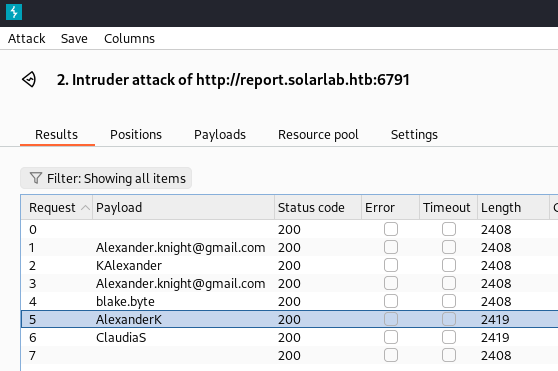 Attack Save Columns
2. Intruder attack of http://report.solarlab.htb:6791
Results Positions Payloads Resource pool Settings
Filter: Showing all items
Request Payload Status code Error Timeout Length
0 200 2408
1 Alexander.knight@gmail.com 200 2408
2 KAlexander 200 2408
3 Alexander.knight@gmail.com 200 2408
4 blake.byte 200 2408
5 AlexanderK 200 2419
6 ClaudiaS 200 2419
7 200 2408